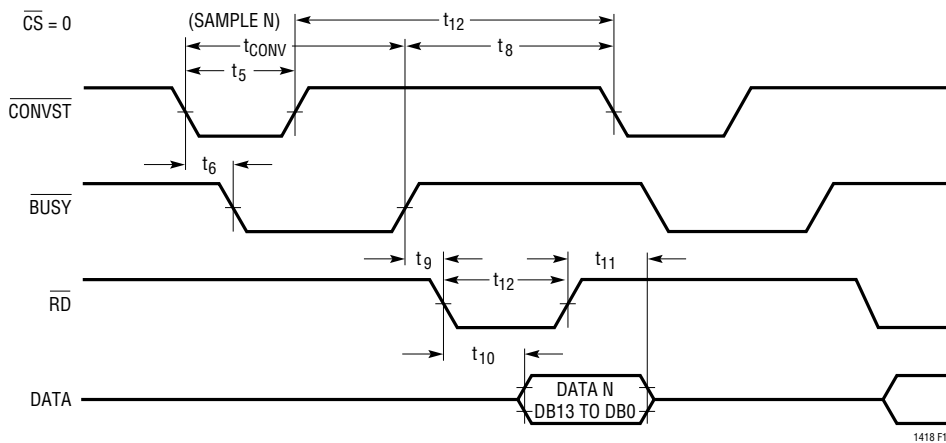 CS = 0
(SAMPLE N)
t12
tCONV
t8
t5
CONVST
t6
BUSY
t9
t11
t12
RD
t10
DATA
DATA N
DB13 TO DB0
1418 F1